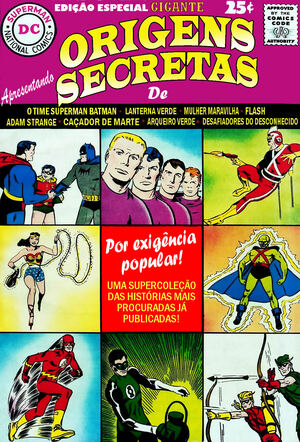 SUPERMAN
DC
NATIONAL COMICS
EDIÇÃO ESPECIAL GIGANTE
25¢
APPROVED
BY THE
COMICS
CODE
AUTHORITY
Apresentando
ORIGENS
SECRETAS
De
O TIME SUPERMAN BATMAN • LANTERNA VERDE • MULHER MARAVILHA • FLASH
ADAM STRANGE • CAÇADOR DE MARTE • ARQUEIRO VERDE • DESAFIADORES DO DESCONHECIDO
Por exigência
popular!
UMA SUPERCOLEÇÃO
DAS HISTÓRIAS MAIS
PROCURADAS JÁ
PUBLICADAS!